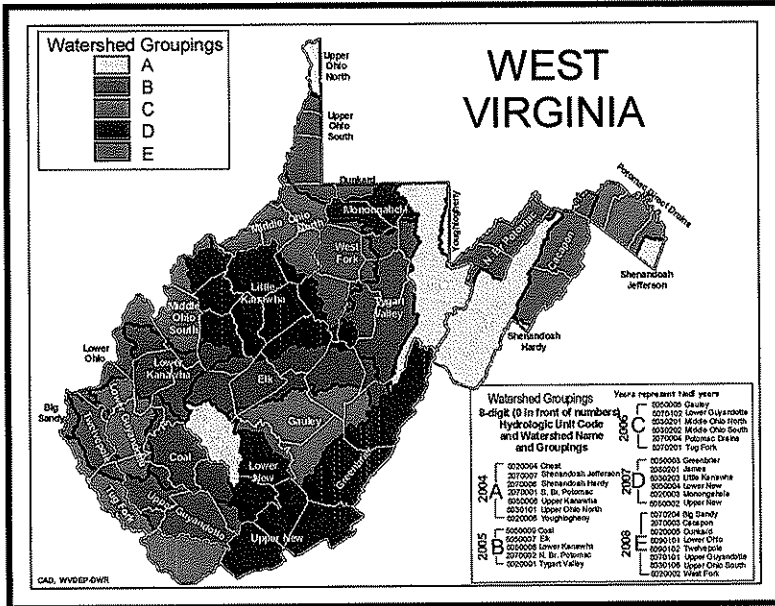 Watershed Groupings
A
B
C
D
E
WEST
VIRGINIA
Upper
Ohio
North
Upper
Ohio
South
Dunkard
Monongahela
Youghiogheny
Middle Ohio
North
West
Fork
N. Br. Potomac
Cacapon
Potomac Direct Drains
Shenandoah
Jefferson
Shenandoah
Hardy
Little
Kanawha
Tygart
Valley
Middle
Ohio
South
Lower
Ohio
Lower
Kanawha
Elk
Big
Sandy
Twelvepole
Lower Guyandotte
Gauley
Coal
Greenbrier
Lower
New
Tug Fork
Upper Guyandotte
Upper New
CAD, WVDEP-DWR
Watershed Groupings
8-digit (0 in front of numbers)
Hydrologic Unit Code
and Watershed Name
and Groupings
2004
A
5020004 Cheat
2070007 Shenandoah Jefferson
2070006 Shenandoah Hardy
2070001 S. Br. Potomac
5050006 Upper Kanawha
5030101 Upper Ohio North
5020006 Youghiogheny
2005
B
5050009 Coal
5050007 Elk
5050008 Lower Kanawha
2070002 N. Br. Potomac
5020001 Tygart Valley
Years represent tmdl years
2006
C
5050005 Gauley
5070102 Lower Guyandotte
5030201 Middle Ohio North
5030202 Middle Ohio South
2070004 Potomac Drains
5070201 Tug Fork
2007
D
5050003 Greenbrier
2080201 James
5030203 Little Kanawha
5050004 Lower New
5020003 Monongahela
5050002 Upper New
2008
E
5070204 Big Sandy
2070003 Cacapon
5020005 Dunkard
5090101 Lower Ohio
5090102 Twelvepole
5070101 Upper Guyandotte
5030106 Upper Ohio South
5020002 West Fork